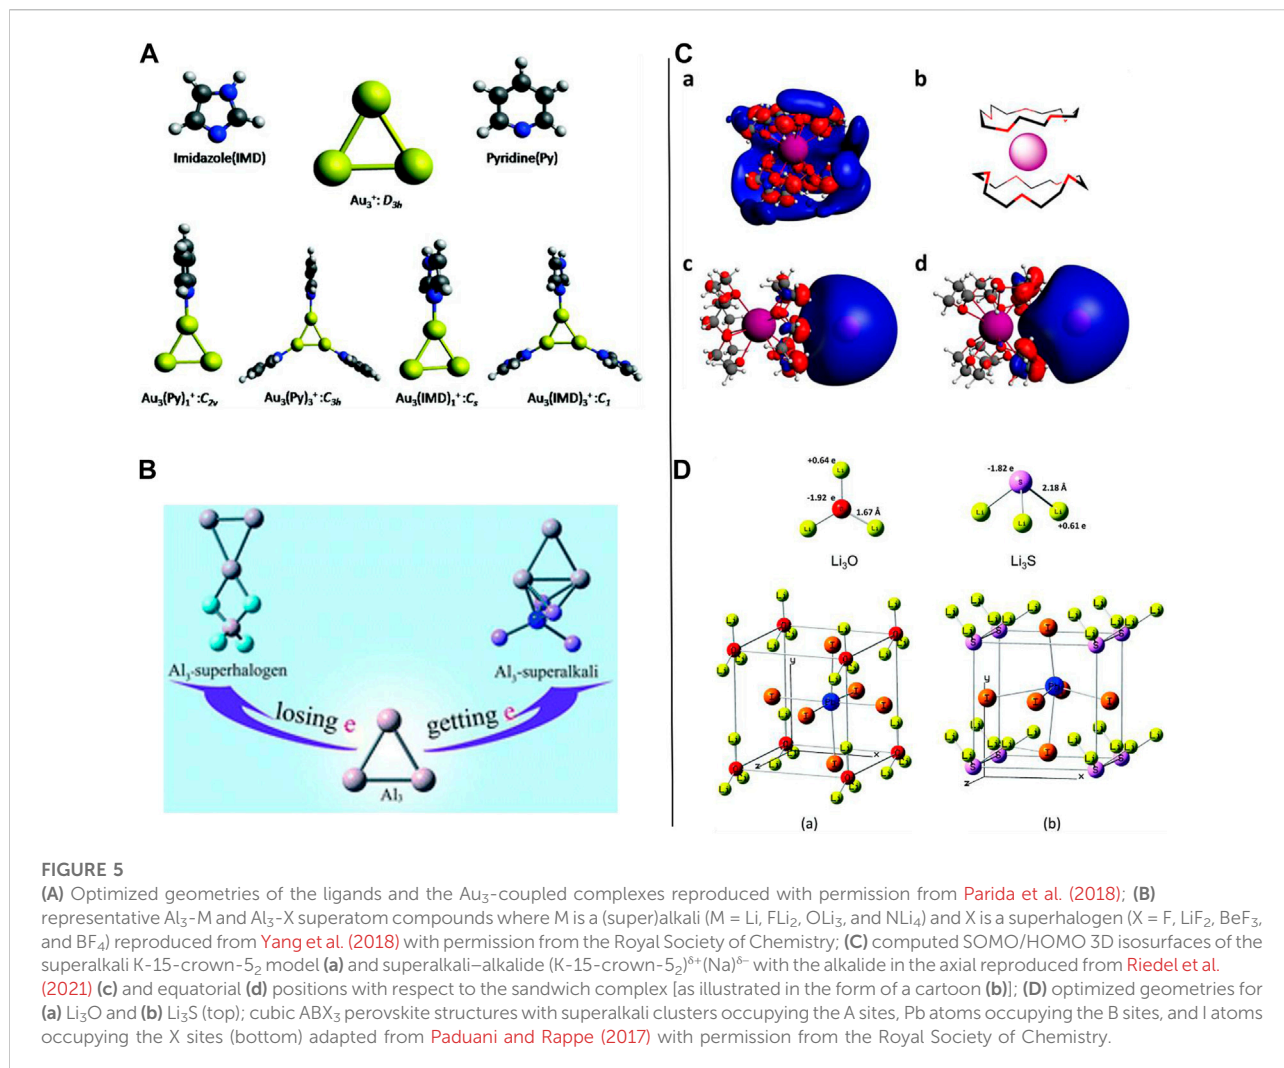 A
Imidazole(IMD)
Au₃⁺: D₃ₕ
Pyridine(Py)
Au₃(Py)₁⁺:C₂ᵥ
Au₃(Py)₃⁺:C₃ₕ
Au₃(IMD)₁⁺:Cₛ
Au₃(IMD)₃⁺:C₁
B
Al₃-superhalogen
Al₃-superalkali
losing e
getting e
Al₃
C
a
b
c
d
D
+0.64 e
Li
-1.92 e
1.67 Å
Li
Li
Li₃O
-1.82 e
S
2.18 Å
Li
Li
+0.61 e
Li₃S
y
x
z
(a)
y
x
z
(b)
FIGURE 5
(A) Optimized geometries of the ligands and the Au₃-coupled complexes reproduced with permission from Parida et al. (2018); (B)
representative Al₃-M and Al₃-X superatom compounds where M is a (super)alkali (M = Li, FLi₂, OLi₃, and NLi₄) and X is a superhalogen (X = F, LiF₂, BeF₃,
and BF₄) reproduced from Yang et al. (2018) with permission from the Royal Society of Chemistry; (C) computed SOMO/HOMO 3D isosurfaces of the
superalkali K-15-crown-5₂ model (a) and superalkali–alkalide (K-15-crown-5₂)ᵟ⁺(Na)ᵟ⁻ with the alkalide in the axial reproduced from Riedel et al.
(2021) (c) and equatorial (d) positions with respect to the sandwich complex [as illustrated in the form of a cartoon (b)]; (D) optimized geometries for
(a) Li₃O and (b) Li₃S (top); cubic ABX₃ perovskite structures with superalkali clusters occupying the A sites, Pb atoms occupying the B sites, and I atoms
occupying the X sites (bottom) adapted from Paduani and Rappe (2017) with permission from the Royal Society of Chemistry.